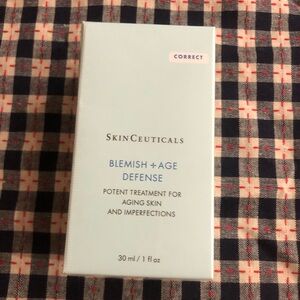 CORRECT
SKINCEUTICALS
BLEMISH + AGE
DEFENSE
POTENT TREATMENT FOR
AGING SKIN
AND IMPERFECTIONS
30 ml / 1 fl oz